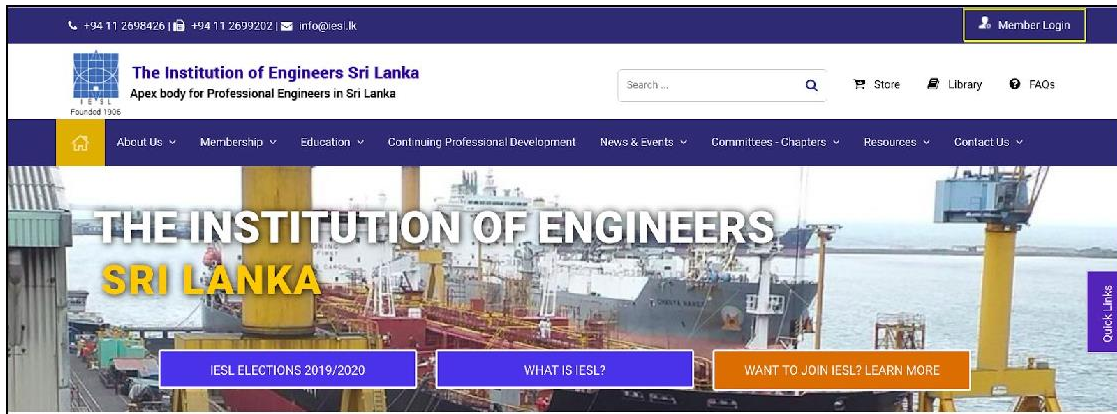 +94 11 2698426 | +94 11 2699202 | info@iesl.lk
Member Login
IESL
Founded 1906
The Institution of Engineers Sri Lanka
Apex body for Professional Engineers in Sri Lanka
Search ...
Store
Library
FAQs
About Us
Membership
Education
Continuing Professional Development
News & Events
Committees - Chapters
Resources
Contact Us
THE INSTITUTION OF ENGINEERS
SRI LANKA
Quick Links
IESL ELECTIONS 2019/2020
WHAT IS IESL?
WANT TO JOIN IESL? LEARN MORE